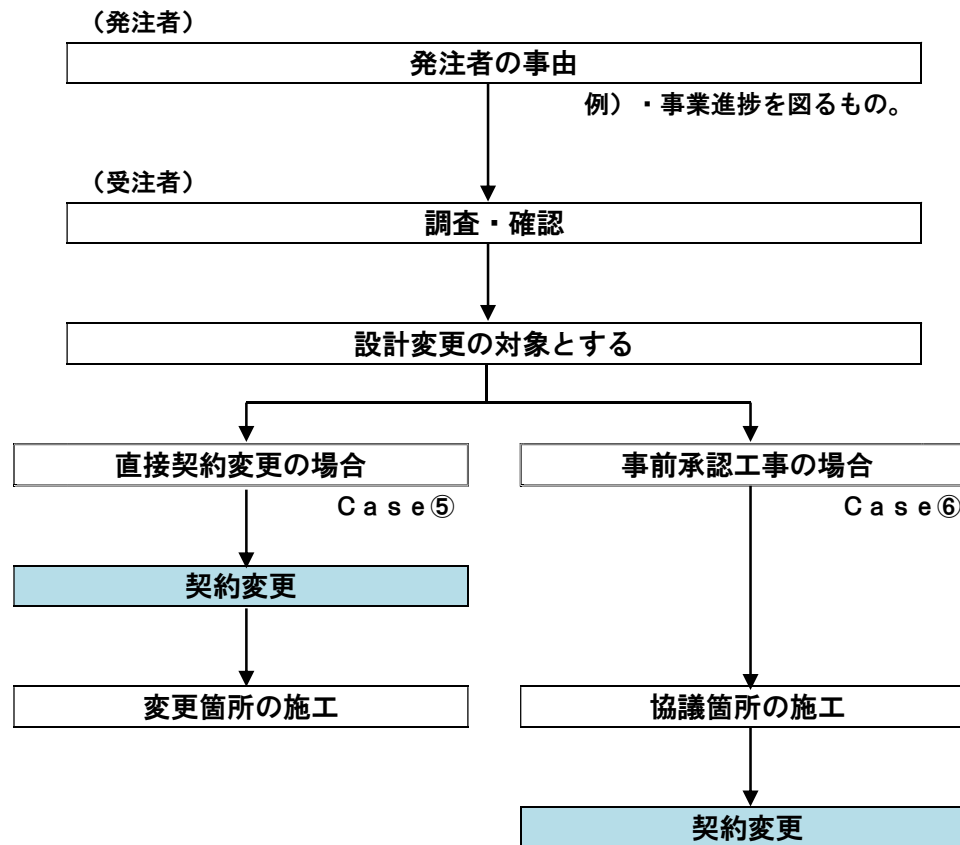 （発注者）
発注者の事由
例）・事業進捗を図るもの。
（受注者）
調査・確認
設計変更の対象とする
直接契約変更の場合
事前承認工事の場合
Ｃａｓｅ⑤
Ｃａｓｅ⑥
契約変更
変更箇所の施工
協議箇所の施工
契約変更